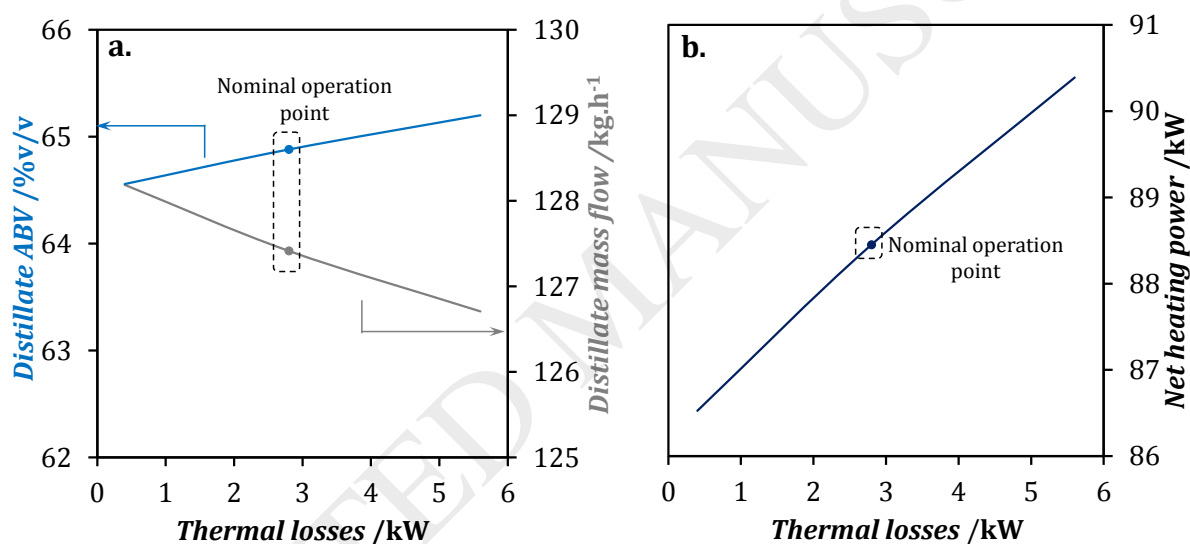 a.
66
65
64
63
62
Distillate ABV /%v/v
Nominal operation
point
130
129
128
127
126
125
Distillate mass flow /kg.h-1
0 1 2 3 4 5 6
Thermal losses /kW
b.
91
90
89
88
87
86
Net heating power /kW
Nominal operation
point
0 1 2 3 4 5 6
Thermal losses /kW
TED MANUS